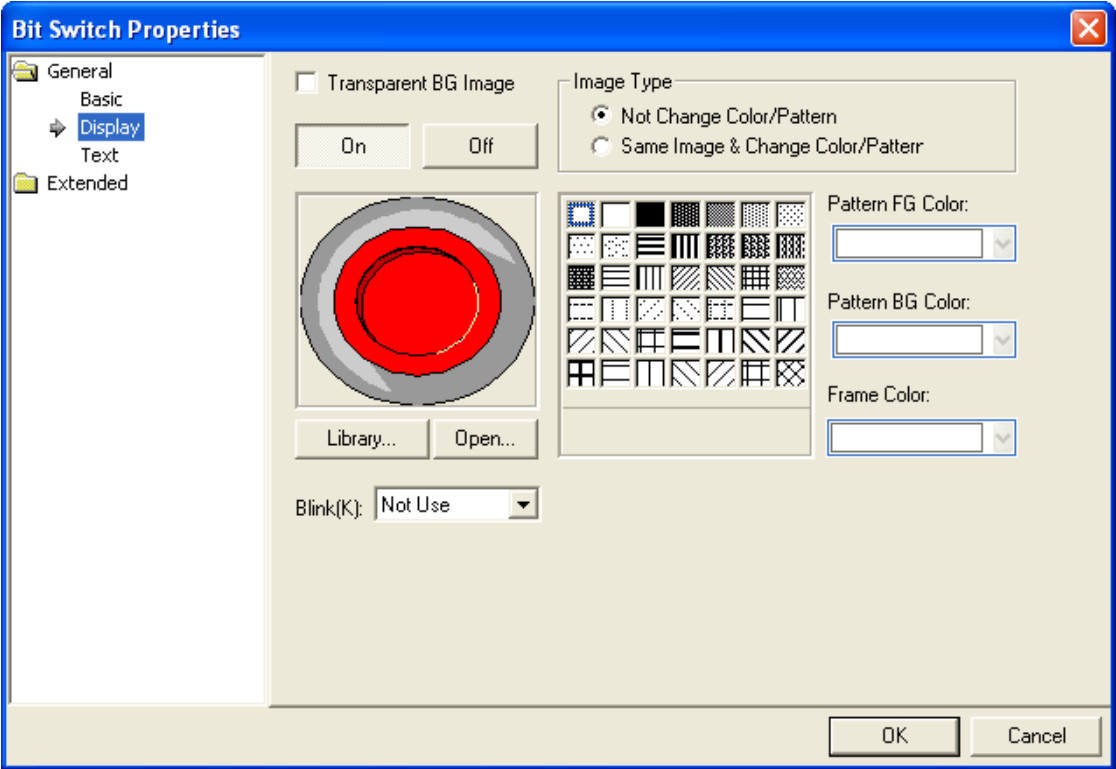 Bit Switch Properties
General
Basic
Display
Text
Extended
Transparent BG Image
On
Off
Image Type
Not Change Color/Pattern
Same Image & Change Color/Pattern
Pattern FG Color:
Pattern BG Color:
Frame Color:
Library...
Open...
Blink(K):
Not Use
OK
Cancel